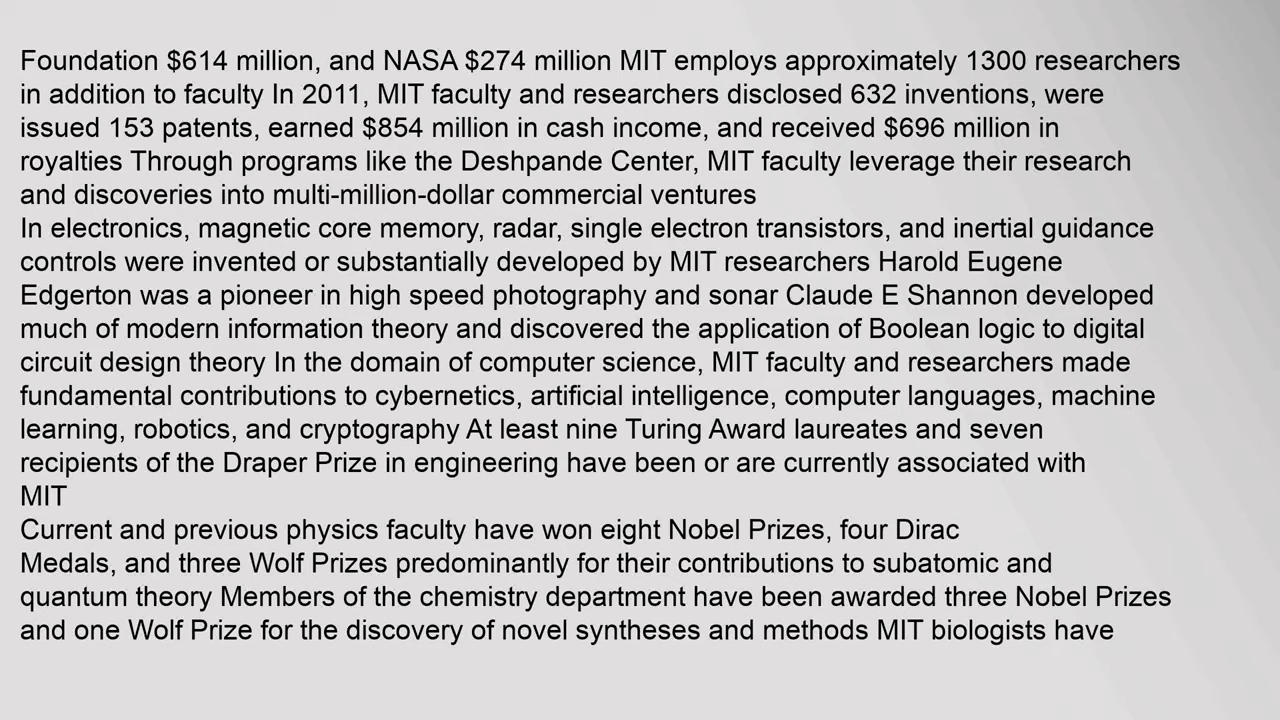 Foundation $614 million, and NASA $274 million MIT employs approximately 1300 researchers
in addition to faculty In 2011, MIT faculty and researchers disclosed 632 inventions, were
issued 153 patents, earned $854 million in cash income, and received $696 million in
royalties Through programs like the Deshpande Center, MIT faculty leverage their research
and discoveries into multi-million-dollar commercial ventures
In electronics, magnetic core memory, radar, single electron transistors, and inertial guidance
controls were invented or substantially developed by MIT researchers Harold Eugene
Edgerton was a pioneer in high speed photography and sonar Claude E Shannon developed
much of modern information theory and discovered the application of Boolean logic to digital
circuit design theory In the domain of computer science, MIT faculty and researchers made
fundamental contributions to cybernetics, artificial intelligence, computer languages, machine
learning, robotics, and cryptography At least nine Turing Award laureates and seven
recipients of the Draper Prize in engineering have been or are currently associated with
MIT
Current and previous physics faculty have won eight Nobel Prizes, four Dirac
Medals, and three Wolf Prizes predominantly for their contributions to subatomic and
quantum theory Members of the chemistry department have been awarded three Nobel Prizes
and one Wolf Prize for the discovery of novel syntheses and methods MIT biologists have